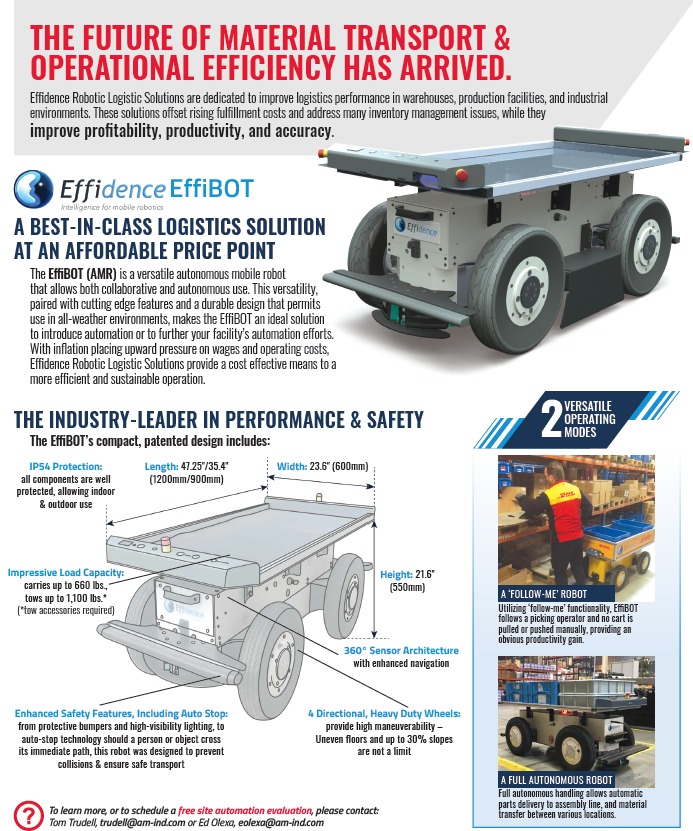 THE FUTURE OF MATERIAL TRANSPORT &
OPERATIONAL EFFICIENCY HAS ARRIVED.
Effidence Robotic Logistic Solutions are dedicated to improve logistics performance in warehouses, production facilities, and industrial
environments. These solutions offset rising fulfillment costs and address many inventory management issues, while they
improve profitability, productivity, and accuracy.
Effidence EffiBOT
Intelligence for mobile robotics
Effidence
A BEST-IN-CLASS LOGISTICS SOLUTION
AT AN AFFORDABLE PRICE POINT
The EffiBOT (AMR) is a versatile autonomous mobile robot
that allows both collaborative and autonomous use. This versatility,
paired with cutting edge features and a durable design that permits
use in all-weather environments, makes the EffiBOT an ideal solution
to introduce automation or to further your facility's automation efforts.
With inflation placing upward pressure on wages and operating costs,
Effidence Robotic Logistic Solutions provide a cost effective means to a
more efficient and sustainable operation.
THE INDUSTRY-LEADER IN PERFORMANCE & SAFETY
The EffiBOT's compact, patented design includes:
IP54 Protection:
all components are well
protected, allowing indoor
& outdoor use
Length: 47.25"/35.4"
(1200mm/900mm)
Width: 23.6" (600mm)
Impressive Load Capacity:
carries up to 660 lbs.,
tows up to 1,100 lbs.*
(*tow accessories required)
Effidence
Height: 21.6"
(550mm)
360° Sensor Architecture
with enhanced navigation
Enhanced Safety Features, Including Auto Stop:
from protective bumpers and high-visibility lighting, to
auto-stop technology should a person or object cross
its immediate path, this robot was designed to prevent
collisions & ensure safe transport
4 Directional, Heavy Duty Wheels:
provide high maneuverability –
Uneven floors and up to 30% slopes
are not a limit
2 VERSATILE
OPERATING
MODES
DHL
A 'FOLLOW-ME' ROBOT
Utilizing 'follow-me' functionality, EffiBOT
follows a picking operator and no cart is
pulled or pushed manually, providing an
obvious productivity gain.
A FULL AUTONOMOUS ROBOT
Full autonomous handling allows automatic
parts delivery to assembly line, and material
transfer between various locations.
?
To learn more, or to schedule a free site automation evaluation, please contact:
Tom Trudell, trudell@am-ind.com or Ed Olexa, eolexa@am-ind.com